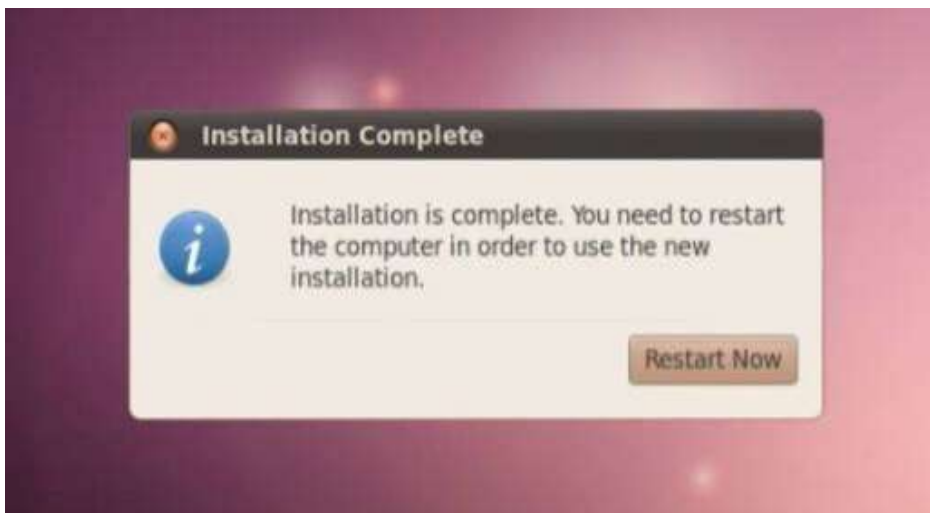 Installation Complete
Installation is complete. You need to restart
the computer in order to use the new
installation.
Restart Now